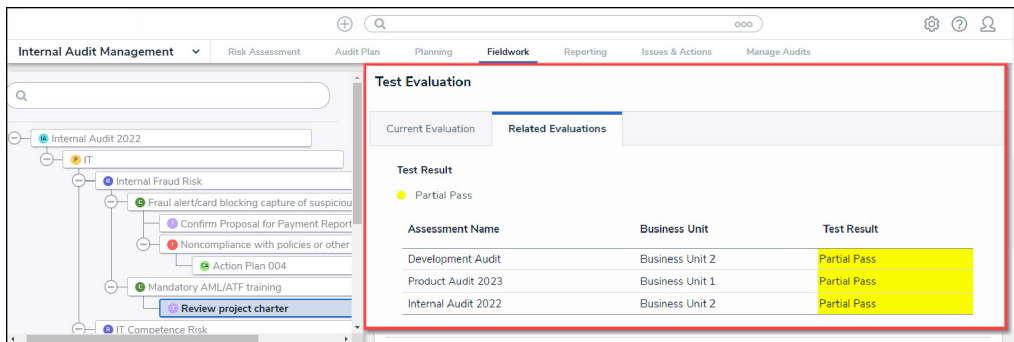 Internal Audit Management
Risk Assessment
Audit Plan
Planning
Fieldwork
Reporting
Issues & Actions
Manage Audits
IA Internal Audit 2022
P IT
R Internal Fraud Risk
C Fraud alert/card blocking capture of suspiciou
T Confirm Proposal for Payment Report
I Noncompliance with policies or other
CA Action Plan 004
C Mandatory AML/ATF training
T Review project charter
R IT Competence Risk
Test Evaluation
Current Evaluation Related Evaluations
Test Result
Partial Pass
Assessment Name Business Unit Test Result
Development Audit Business Unit 2 Partial Pass
Product Audit 2023 Business Unit 1 Partial Pass
Internal Audit 2022 Business Unit 2 Partial Pass